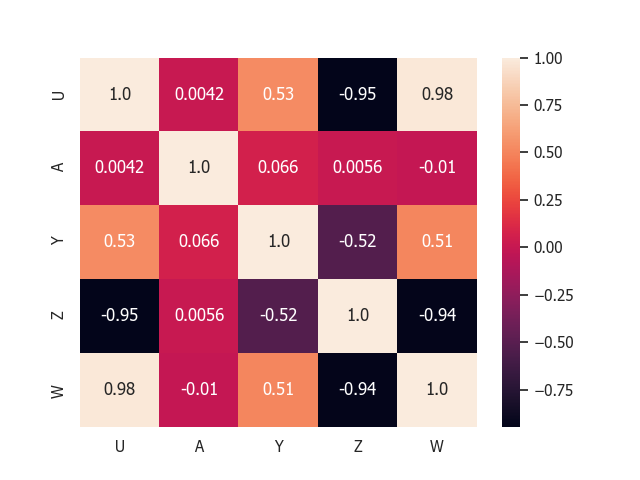 U 1.0 0.0042 0.53 -0.95 0.98
A 0.0042 1.0 0.066 0.0056 -0.01
Y 0.53 0.066 1.0 -0.52 0.51
Z -0.95 0.0056 -0.52 1.0 -0.94
W 0.98 -0.01 0.51 -0.94 1.0
U A Y Z W
1.00
0.75
0.50
0.25
0.00
−0.25
−0.50
−0.75